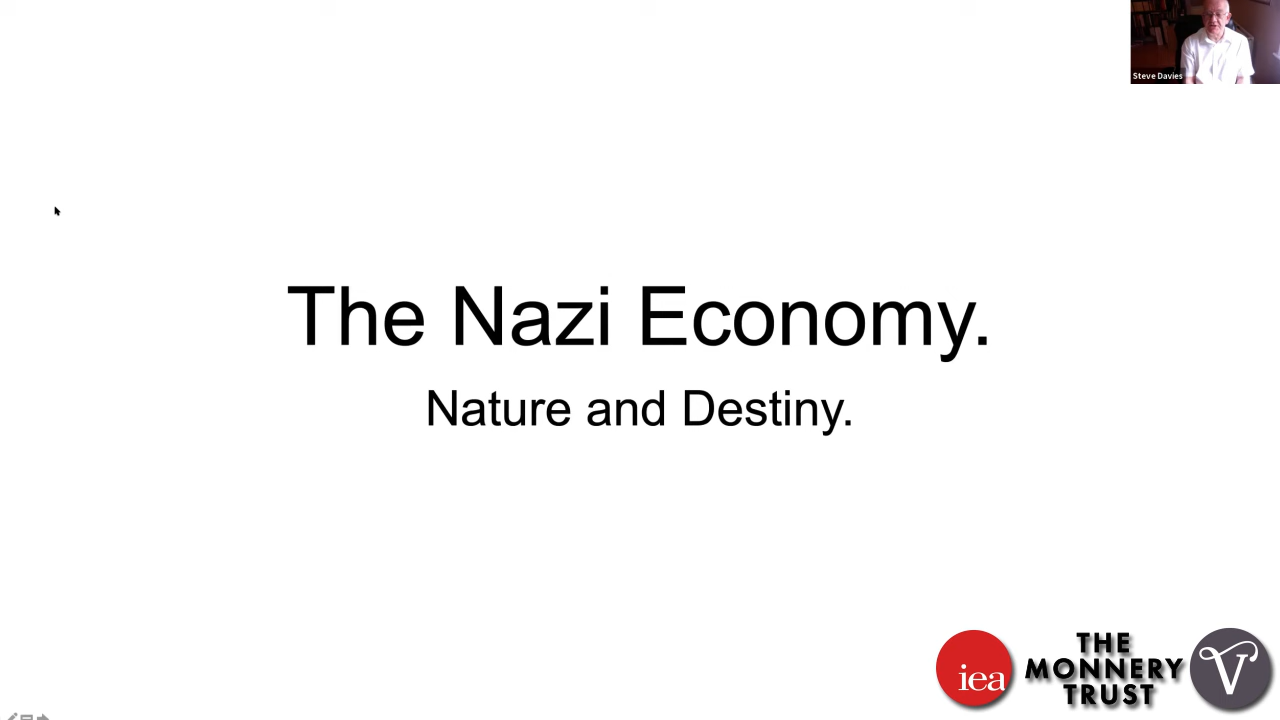 Steve Davies
The Nazi Economy.
Nature and Destiny.
iea
THE
MONNERY
TRUST
V